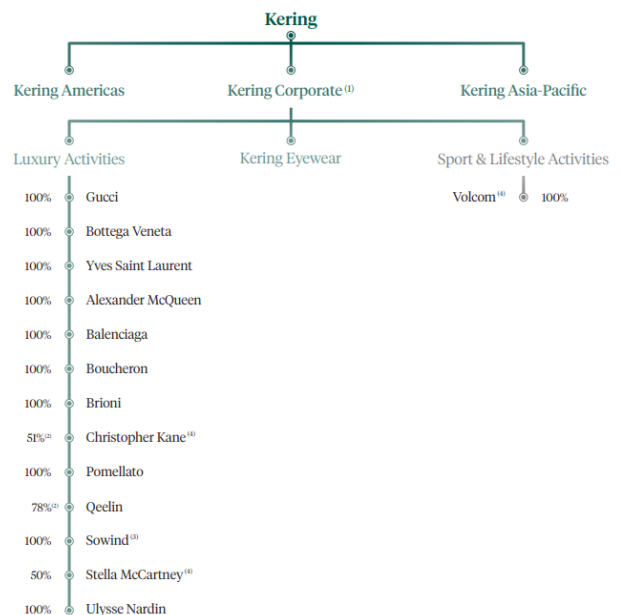 Kering
Kering Americas Kering Corporate (1) Kering Asia-Pacific
Luxury Activities Kering Eyewear Sport & Lifestyle Activities
100% Gucci Volcom (4) 100%
100% Bottega Veneta
100% Yves Saint Laurent
100% Alexander McQueen
100% Balenciaga
100% Boucheron
100% Brioni
51% (2) Christopher Kane (4)
100% Pomellato
78% (2) Qeelin
100% Sowind (3)
50% Stella McCartney (4)
100% Ulysse Nardin